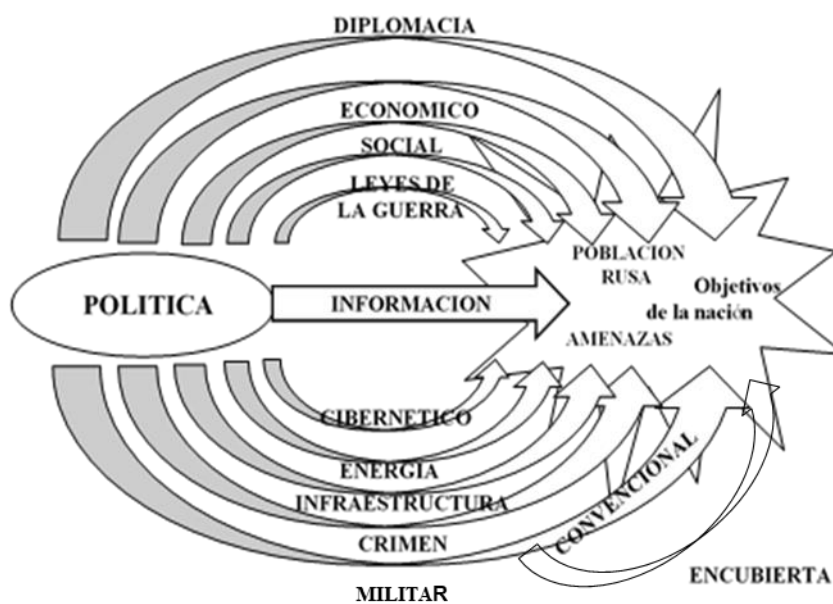 DIPLOMACIA
ECONOMICO
SOCIAL
LEYES DE
LA GUERRA
POBLACION
RUSA
Objetivos
de la nación
POLITICA
INFORMACION
AMENAZAS
CIBERNETICO
ENERGIA
INFRAESTRUCTURA
CRIMEN
CONVENCIONAL
MILITAR
ENCUBIERTA